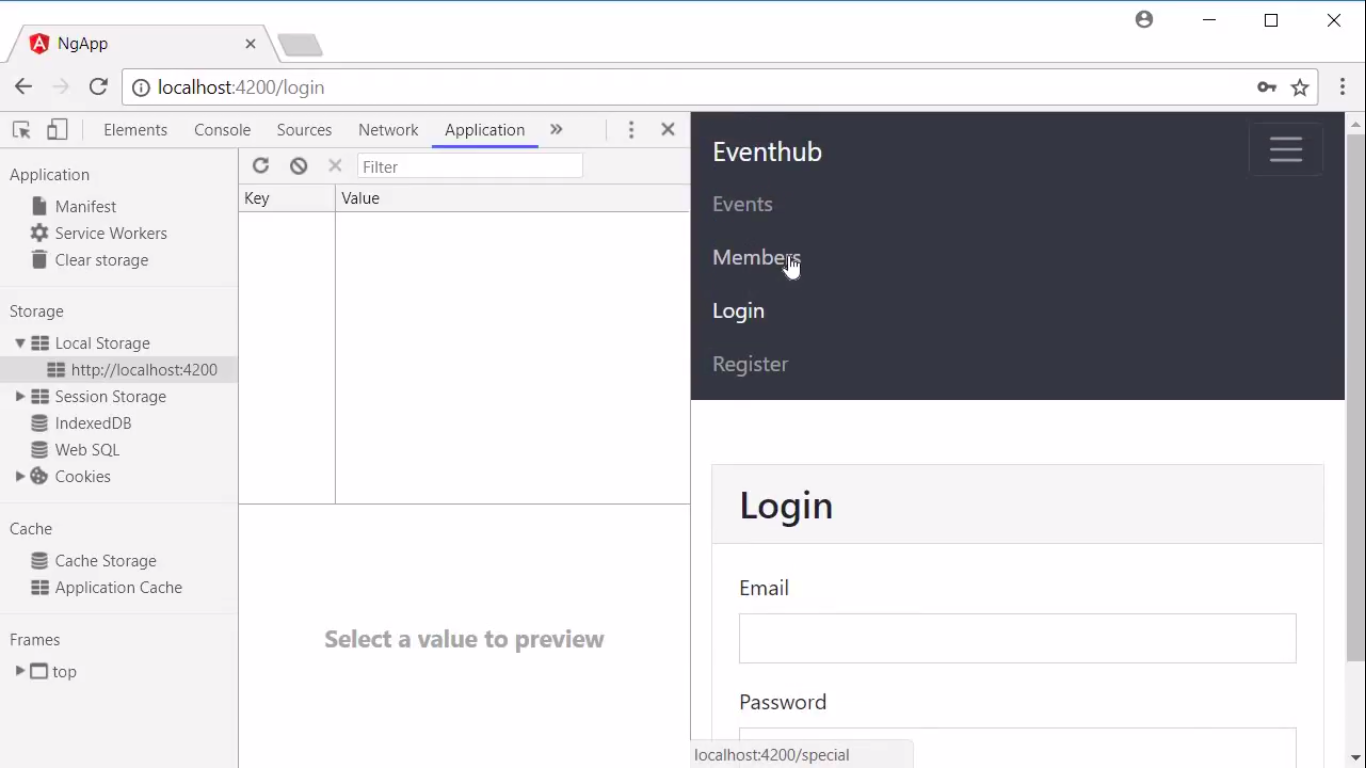 NgApp
localhost:4200/login
Elements Console Sources Network Application
Filter
Application
Manifest
Service Workers
Clear storage
Storage
Local Storage
http://localhost:4200
Session Storage
IndexedDB
Web SQL
Cookies
Cache
Cache Storage
Application Cache
Frames
top
Key Value
Select a value to preview
Eventhub
Events
Members
Login
Register
Login
Email
Password
localhost:4200/special